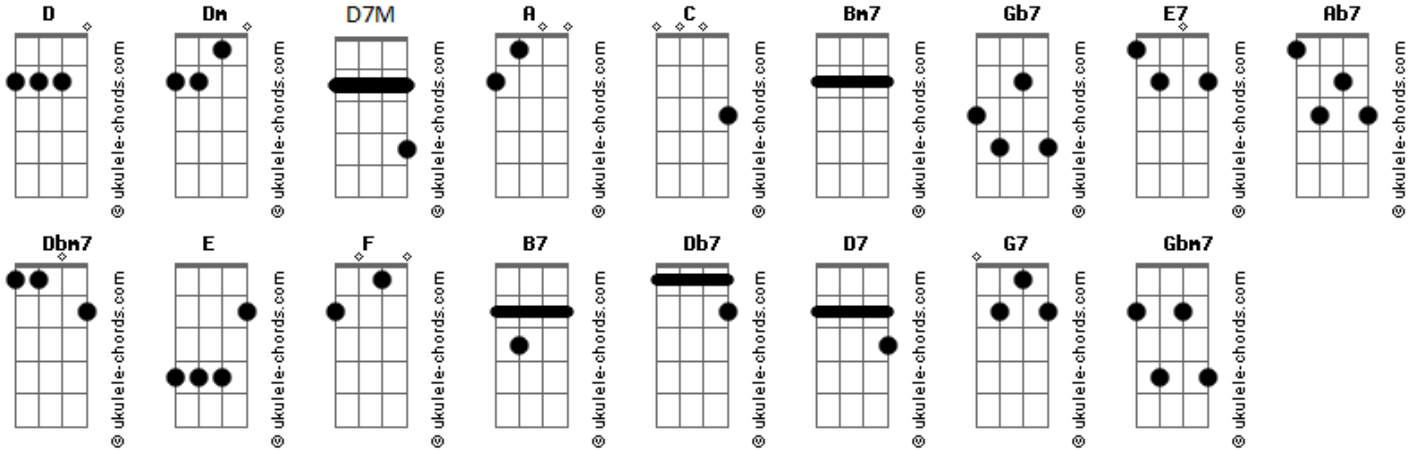 D Dm D7M A C Bm7 Gb7 E7 Ab7
© ukulele-chords.com © ukulele-chords.com © ukulele-chords.com © ukulele-chords.com © ukulele-chords.com © ukulele-chords.com © ukulele-chords.com © ukulele-chords.com © ukulele-chords.com
Dbm7 E F B7 Db7 D7 G7 Gbm7
© ukulele-chords.com © ukulele-chords.com © ukulele-chords.com © ukulele-chords.com © ukulele-chords.com © ukulele-chords.com © ukulele-chords.com © ukulele-chords.com